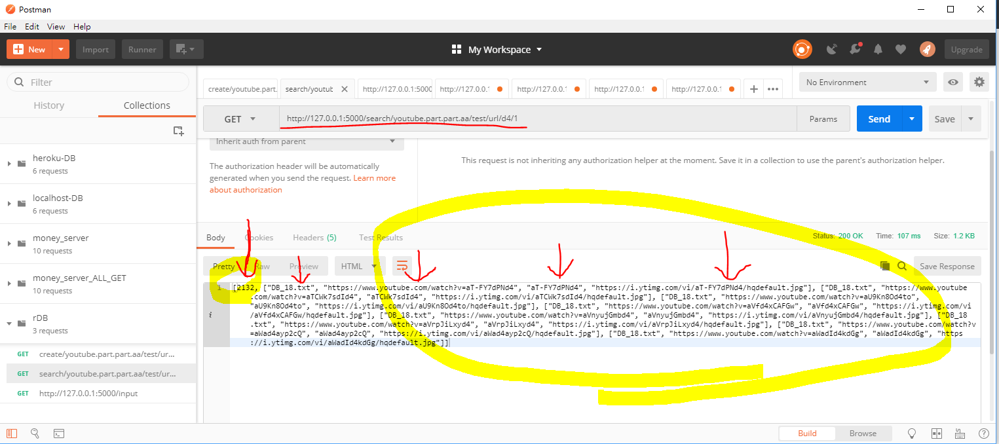 Postman
File Edit View Help
New Import Runner My Workspace Upgrade
Filter
History Collections
heroku-DB
6 requests
localhost-DB
6 requests
money_server
10 requests
money_server_ALL_GET
10 requests
rDB
3 requests
GET create/youtube.part.part.aa/test/ur...
GET search/youtube.part.part.aa/test/ur...
GET http://127.0.0.1:5000/input
create/youtube.part. search/youtut http://127.0.0.1:5000 http://127.0.0.1 http://127.0.0.1 http://127.0.0.1 http://127.0.0.1
No Environment
GET http://127.0.0.1:5000/search/youtube.part.part.aa/test/url/d4/1 Params Send Save
Inherit auth from parent
The authorization header will be automatically
generated when you send the request. Learn more
about authorization
This request is not inheriting any authorization helper at the moment. Save it in a collection to use the parent's authorization helper.
Body Cookies Headers (5) Test Results Status: 200 OK Time: 107 ms Size: 1.2 KB
Pretty Raw Preview HTML Save Response
1 [2132, ["DB_18.txt", "https://www.youtube.com/watch?v=aT-FY7dPNd4", "aT-FY7dPNd4", "https://i.ytimg.com/vi/aT-FY7dPNd4/hqdefault.jpg"], ["DB_18.txt", "https://www.youtube
.com/watch?v=aTCWk7sdId4", "aTCWk7sdId4", "https://i.ytimg.com/vi/aTCWk7sdId4/hqdefault.jpg"], ["DB_18.txt", "https://www.youtube.com/watch?v=aU9Kn8Od4to",
"aU9Kn8Od4to", "https://i.ytimg.com/vi/aU9Kn8Od4to/hqdefault.jpg"], ["DB_18.txt", "https://www.youtube.com/watch?v=aVfd4xCAFGw", "aVfd4xCAFGw", "https://i.ytimg.com/vi
/aVfd4xCAFGw/hqdefault.jpg"], ["DB_18.txt", "https://www.youtube.com/watch?v=aVnyujGmbd4", "aVnyujGmbd4", "https://i.ytimg.com/vi/aVnyujGmbd4/hqdefault.jpg"], ["DB_18
.txt", "https://www.youtube.com/watch?v=aVrpJiLxyd4", "aVrpJiLxyd4", "https://i.ytimg.com/vi/aVrpJiLxyd4/hqdefault.jpg"], ["DB_18.txt", "https://www.youtube.com/watch?v
=aWad4ayp2cQ", "aWad4ayp2cQ", "https://i.ytimg.com/vi/aWad4ayp2cQ/hqdefault.jpg"], ["DB_18.txt", "https://www.youtube.com/watch?v=aWadId4kdGg", "aWadId4kdGg", "https
://i.ytimg.com/vi/aWadId4kdGg/hqdefault.jpg"]]
Build Browse